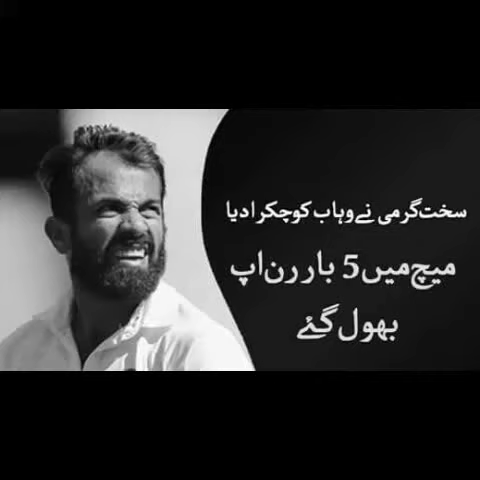 سخت گرمی نے وہاب کو چکرا دیا
میچ میں 5 بار رن اپ
بھول گئے